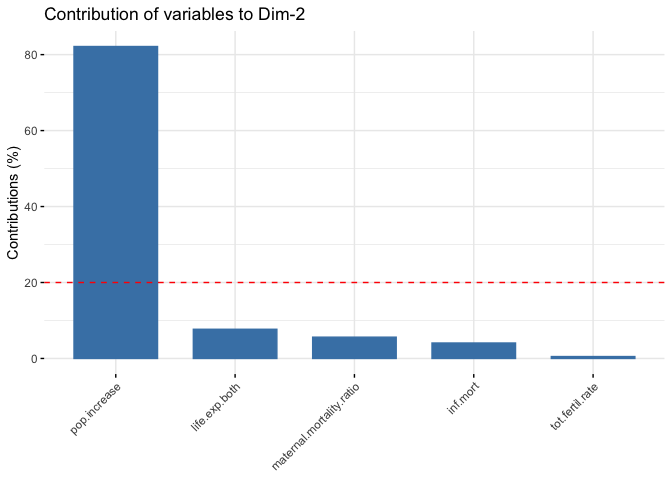 Contribution of variables to Dim-2
Contributions (%)
80
60
40
20
0
pop.increase
life.exp.both
maternal.mortality.ratio
inf.mort
tot.fertil.rate